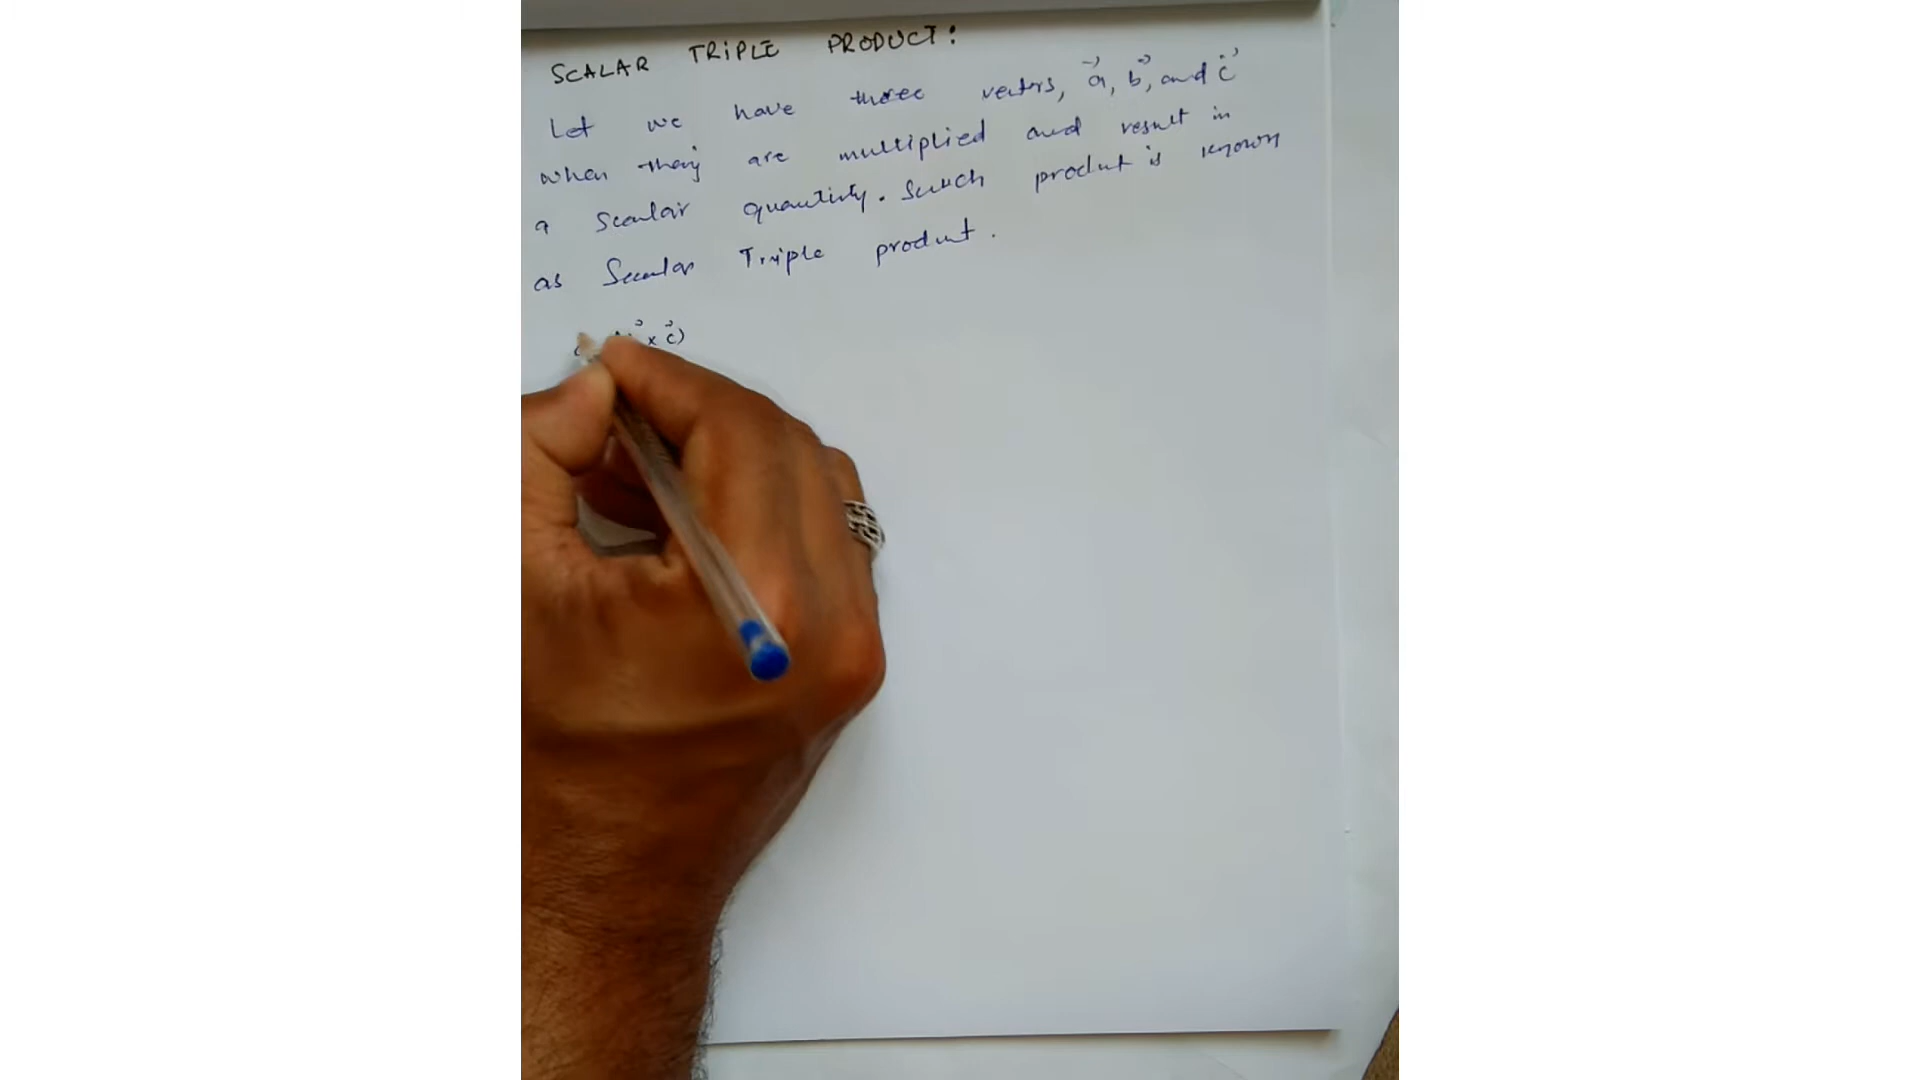 SCALAR TRIPLE PRODUCT:
Let we have three vectors, a⃗, b⃗, and c⃗
when they are multiplied and result in
a scalar quantity. Such product is known
as Scalar Triple product.
× c⃗)